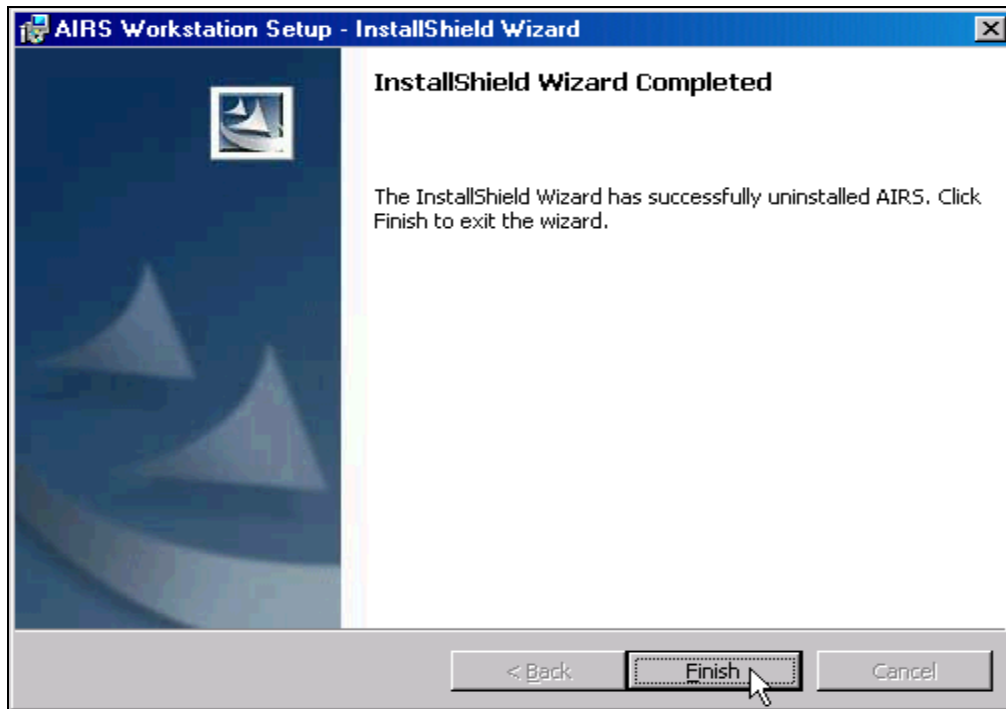 AIRS Workstation Setup - InstallShield Wizard
InstallShield Wizard Completed
The InstallShield Wizard has successfully uninstalled AIRS. Click
Finish to exit the wizard.
< Back
Finish
Cancel